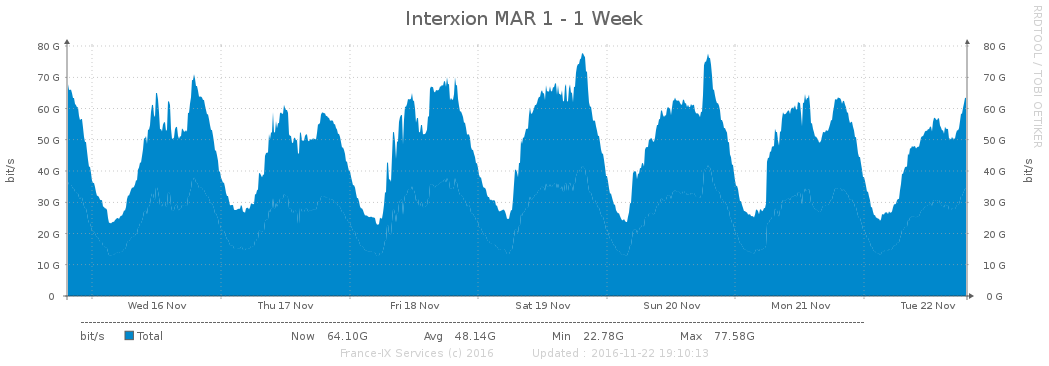 Interxion MAR 1 - 1 Week
RRDTOOL / TOBI OETIKER
80 G 80 G
70 G 70 G
60 G 60 G
50 G 50 G
40 G 40 G
30 G 30 G
20 G 20 G
10 G 10 G
0 0 G
bit/s bit/s
Wed 16 Nov Thu 17 Nov Fri 18 Nov Sat 19 Nov Sun 20 Nov Mon 21 Nov Tue 22 Nov
bit/s Total Now 64.10G Avg 48.14G Min 22.78G Max 77.58G
France-IX Services (c) 2016 Updated : 2016-11-22 19:10:13